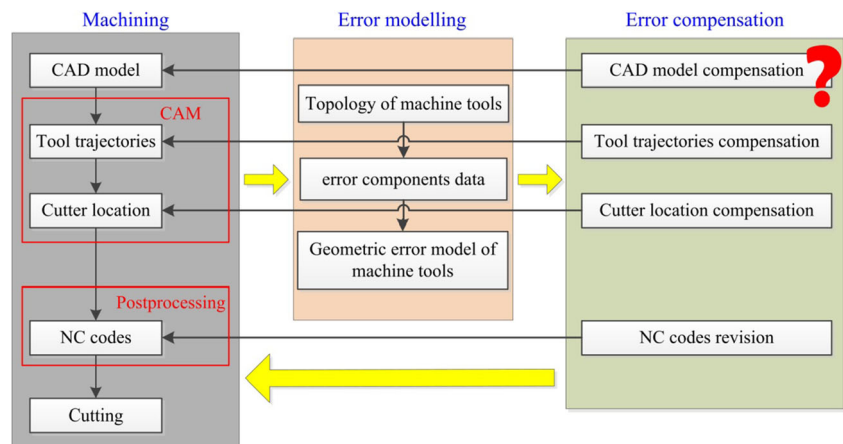 Machining
Error modelling
Error compensation
CAD model
CAD model compensation
?
CAM
Topology of machine tools
Tool trajectories
Tool trajectories compensation
error components data
Cutter location
Cutter location compensation
Geometric error model of
machine tools
Postprocessing
NC codes
NC codes revision
Cutting